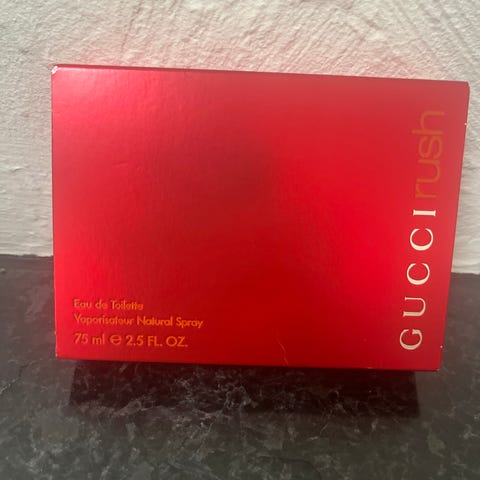 GUCCI rush
Eau de Toilette
Vaporisateur Natural Spray
75 ml ℮ 2.5 FL. OZ.